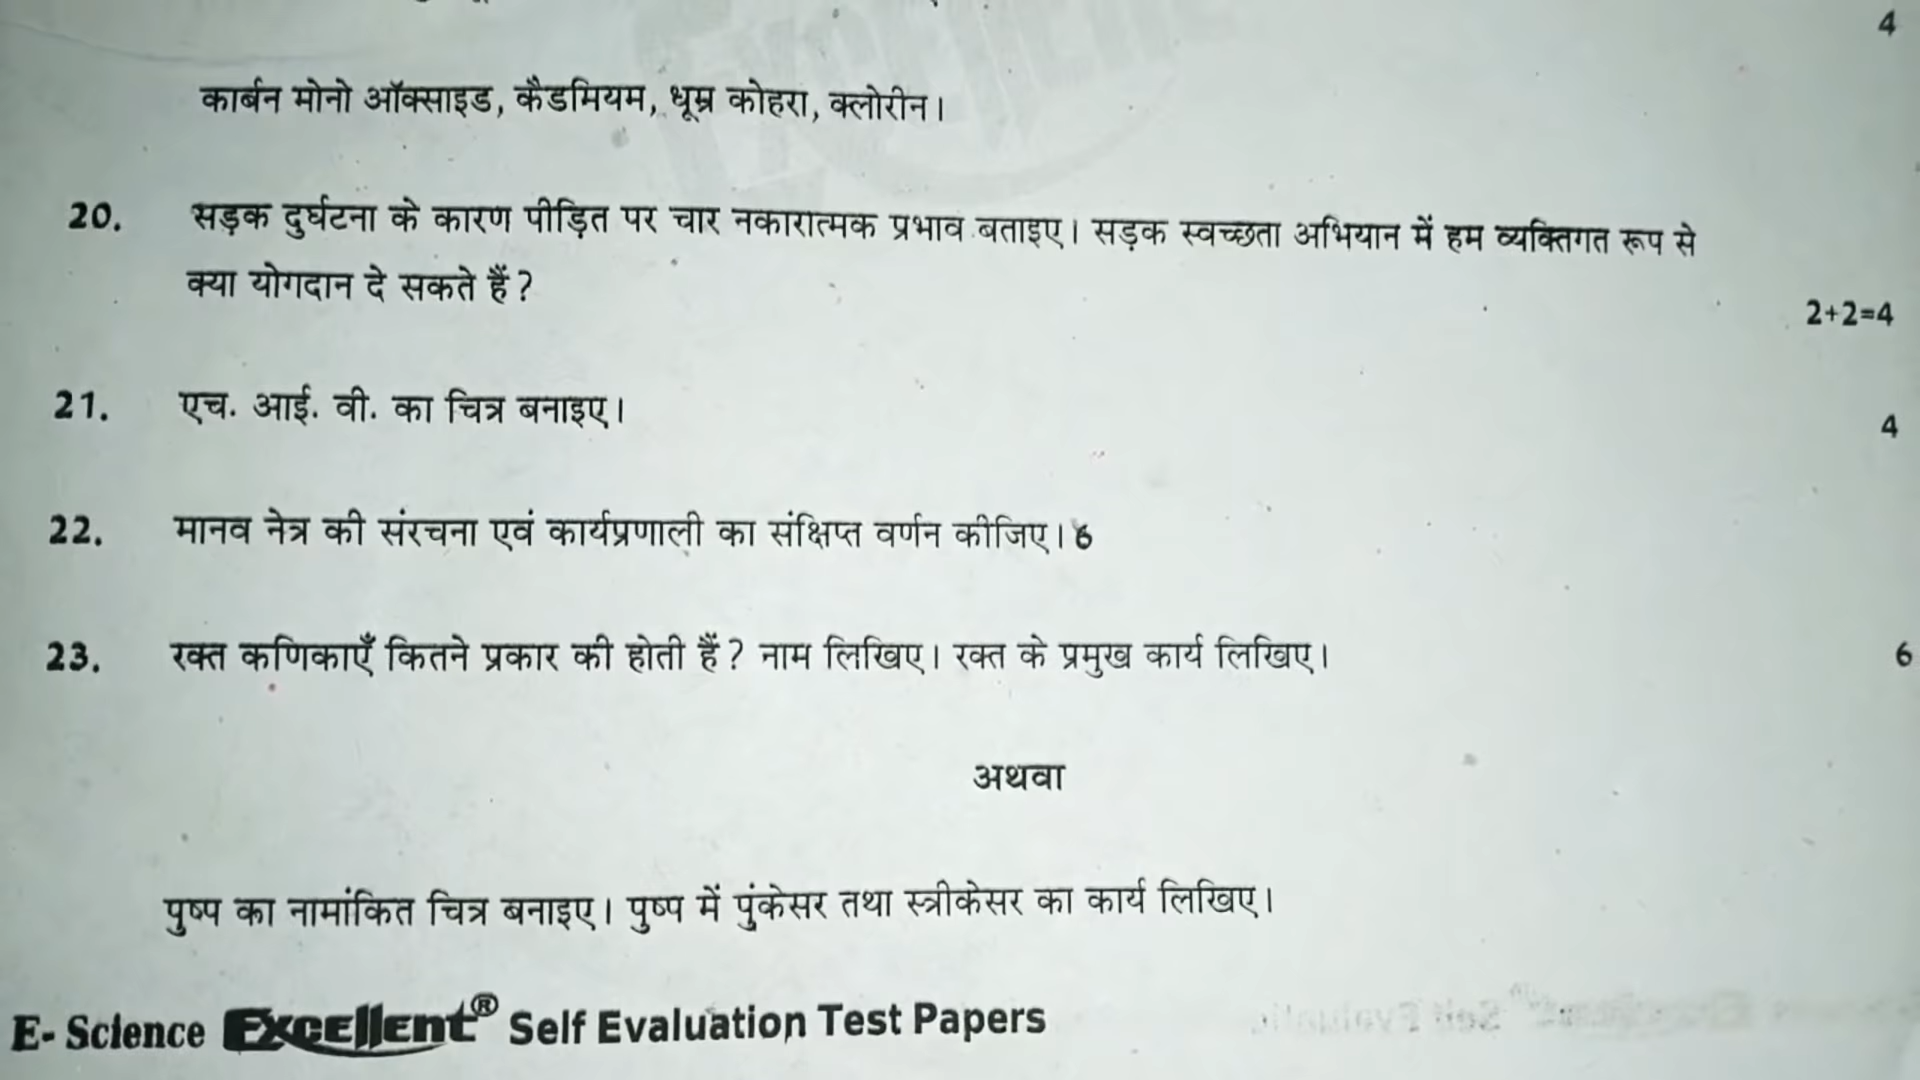 4
कार्बन मोनो ऑक्साइड, कैडमियम, धूम्र कोहरा, क्लोरीन।
20. सड़क दुर्घटना के कारण पीड़ित पर चार नकारात्मक प्रभाव बताइए। सड़क स्वच्छता अभियान में हम व्यक्तिगत रूप से
क्या योगदान दे सकते हैं?
2+2=4
21. एच. आई. वी. का चित्र बनाइए।
4
22. मानव नेत्र की संरचना एवं कार्यप्रणाली का संक्षिप्त वर्णन कीजिए। 6
23. रक्त कणिकाएँ कितने प्रकार की होती हैं? नाम लिखिए। रक्त के प्रमुख कार्य लिखिए। 6
अथवा
पुष्प का नामांकित चित्र बनाइए। पुष्प में पुंकेसर तथा स्त्रीकेसर का कार्य लिखिए।
E- Science Excellent® Self Evaluation Test Papers